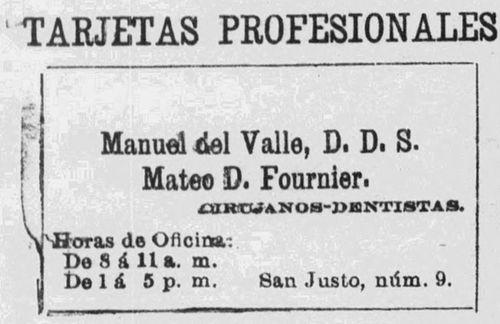 TARJETAS PROFESIONALES
Manuel del Valle, D. D. S.
Mateo D. Fournier.
CIRUJANOS-DENTISTAS.
Horas de Oficina:
De 8 á 11 a. m.
De 1 á 5 p. m. San Justo, núm. 9.